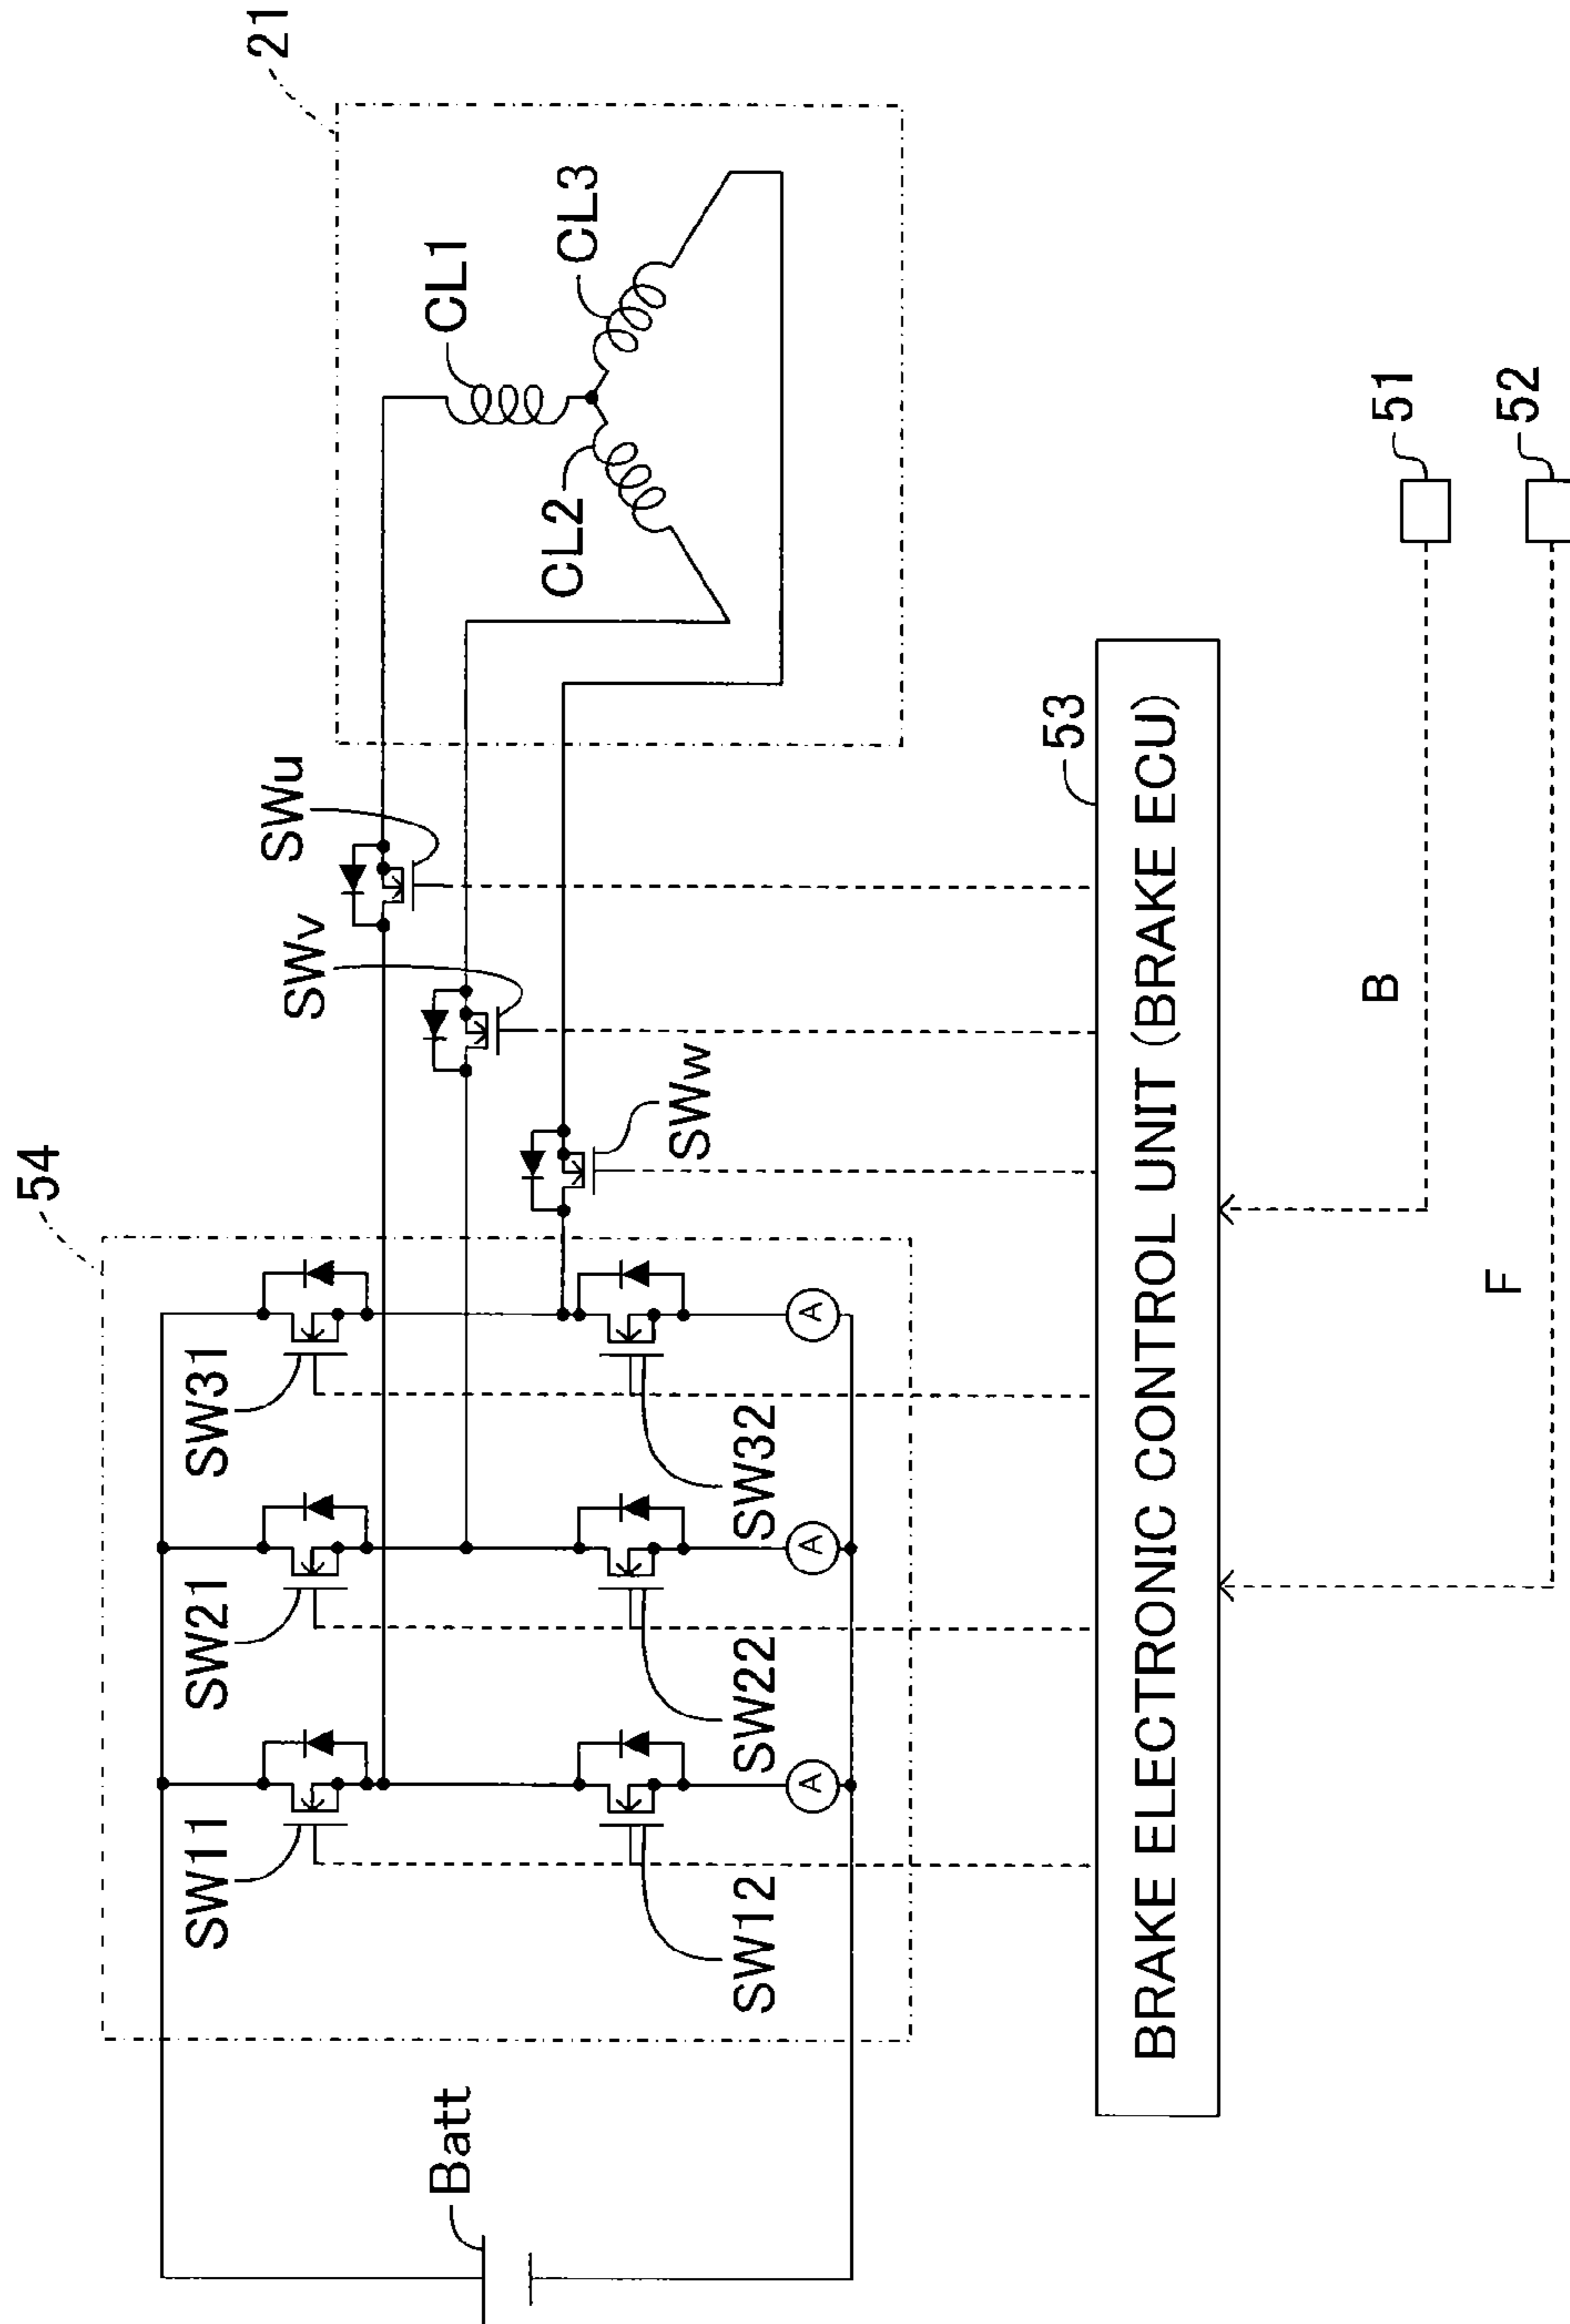 54
21
SW11
SW21
SW31
SWu
SWv
SWw
CL1
CL2
CL3
Batt
SW12
SW22
SW32
A
A
A
53
BRAKE ELECTRONIC CONTROL UNIT (BRAKE ECU)
B
51
F
52